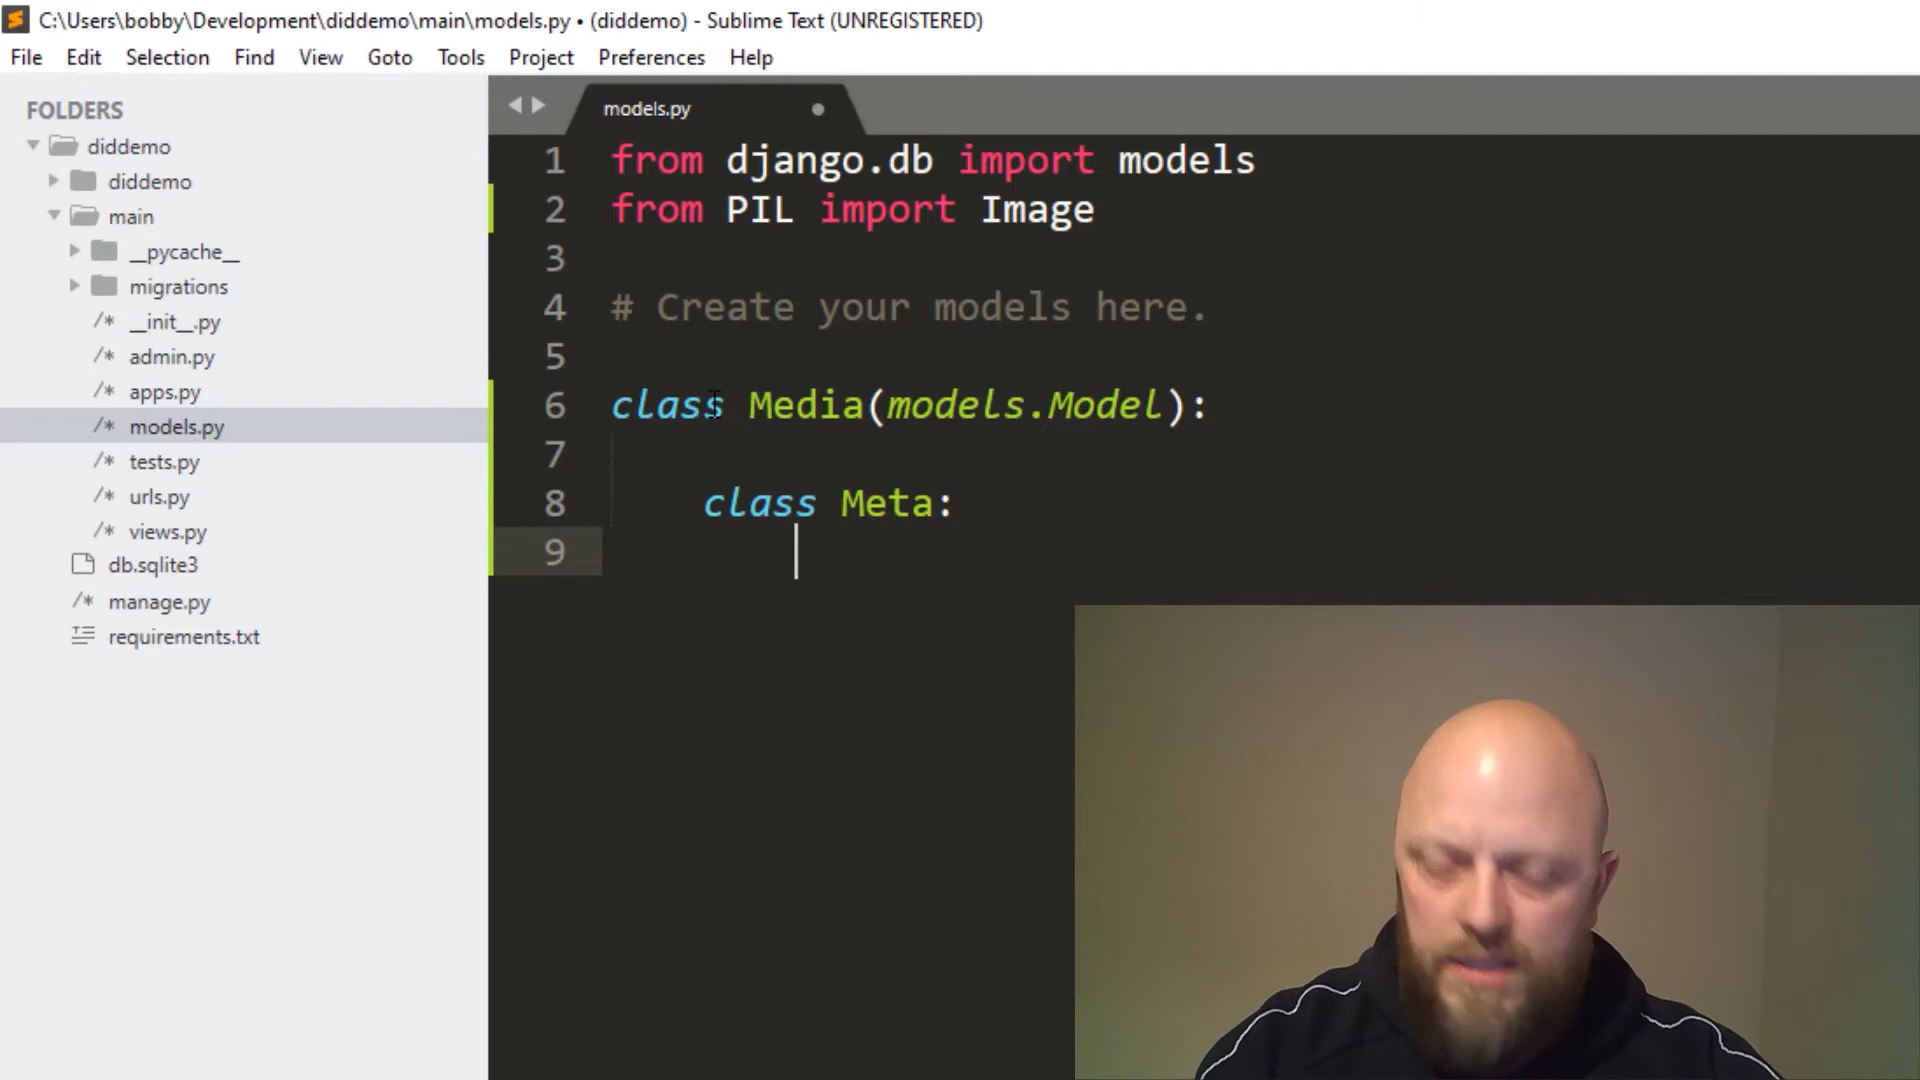 C:\Users\bobby\Development\diddemo\main\models.py • (diddemo) - Sublime Text (UNREGISTERED)
File Edit Selection Find View Goto Tools Project Preferences Help
FOLDERS
diddemo
diddemo
main
__pycache__
migrations
/* __init__.py
/* admin.py
/* apps.py
/* models.py
/* tests.py
/* urls.py
/* views.py
db.sqlite3
/* manage.py
requirements.txt
models.py
1 from django.db import models
2 from PIL import Image
3
4 # Create your models here.
5
6 class Media(models.Model):
7
8 class Meta:
9